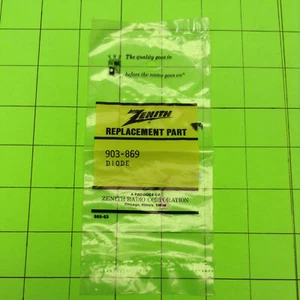 The quality goes in
before the name goes on®
ZENITH
REPLACEMENT PART
903-869
DIODE
A PRODUCT OF
ZENITH RADIO CORPORATION
Chicago, Illinois